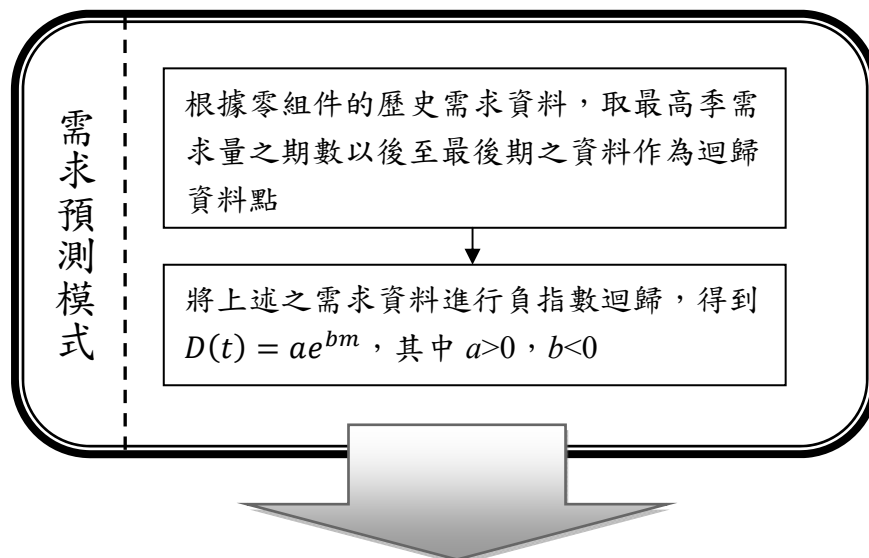 需求預測模式
根據零組件的歷史需求資料，取最高季需
求量之期數以後至最後期之資料作為迴歸
資料點
將上述之需求資料進行負指數迴歸，得到
D(t) = ae^{bm}，其中 a>0，b<0